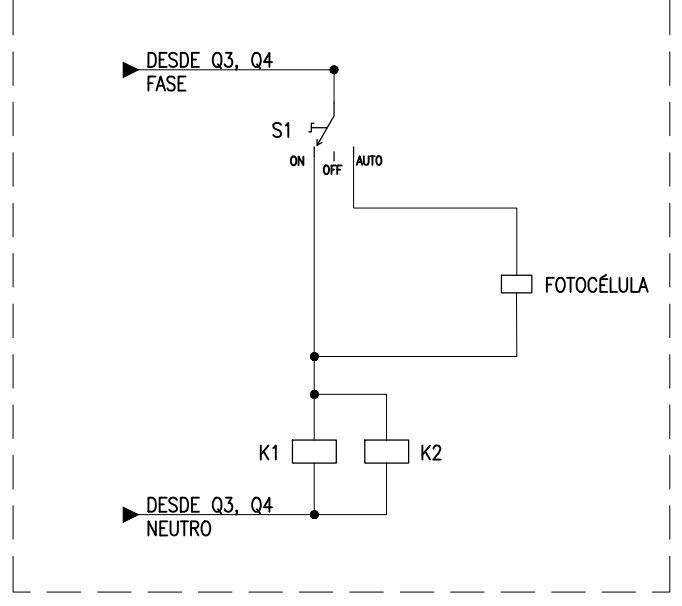 DESDE Q3, Q4
FASE
S1
ON
OFF
AUTO
FOTOCÉLULA
K1
K2
DESDE Q3, Q4
NEUTRO